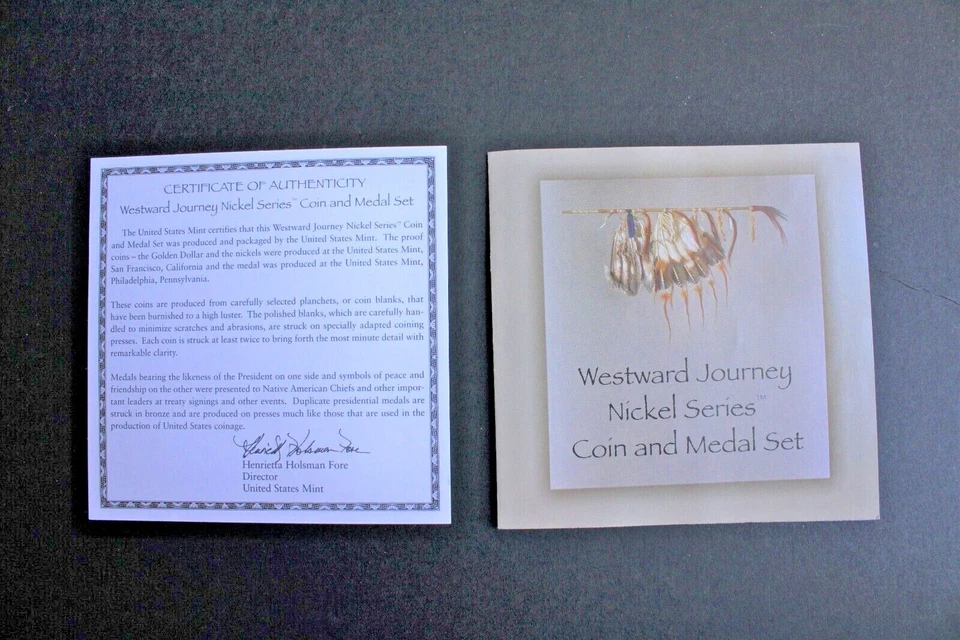 CERTIFICATE OF AUTHENTICITY
Westward Journey Nickel Series™ Coin and Medal Set
The United States Mint certifies that this Westward Journey Nickel Series™ Coin
and Medal Set was produced and packaged by the United States Mint. The proof
coins – the Golden Dollar and the nickels were produced at the United States Mint,
San Francisco, California and the medal was produced at the United States Mint,
Philadelphia, Pennsylvania.
These coins are produced from carefully selected planchets, or coin blanks, that
have been burnished to a high luster. The polished blanks, which are carefully han-
dled to minimize scratches and abrasions, are struck on specially adapted coining
presses. Each coin is struck at least twice to bring forth the most minute detail with
remarkable clarity.
Medals bearing the likeness of the President on one side and symbols of peace and
friendship on the other were presented to Native American Chiefs and other impor-
tant leaders at treaty signings and other events. Duplicate presidential medals are
struck in bronze and are produced on presses much like those that are used in the
production of United States coinage.
Henrietta Holsman Fore
Henrietta Holsman Fore
Director
United States Mint
Westward Journey
Nickel Series™
Coin and Medal Set